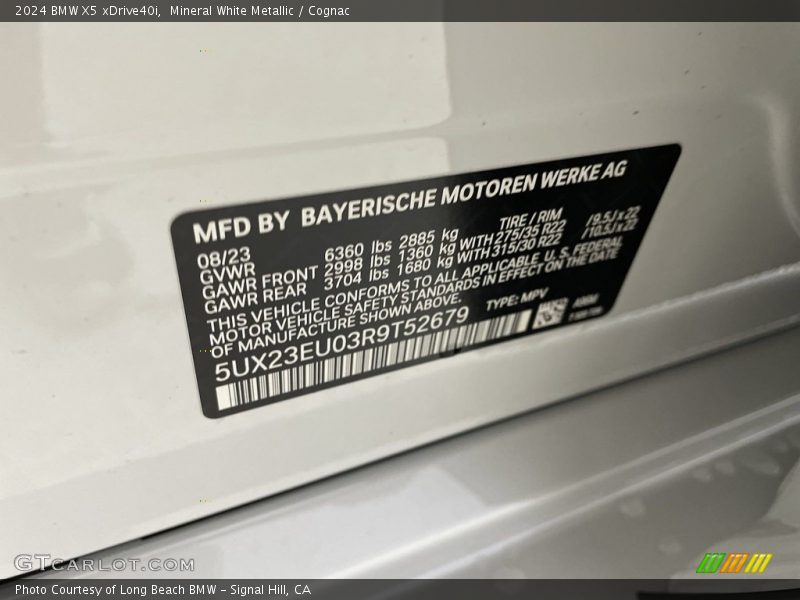 2024 BMW X5 xDrive40i, Mineral White Metallic / Cognac
MFD BY BAYERISCHE MOTOREN WERKE AG
08/23 TIRE / RIM
GVWR 6360 lbs 2885 kg
GAWR FRONT 2998 lbs 1360 kg WITH 275/35 R22 /9.5Jx22
GAWR REAR 3704 lbs 1680 kg WITH 315/30 R22 /10.5Jx22
THIS VEHICLE CONFORMS TO ALL APPLICABLE U.S. FEDERAL
MOTOR VEHICLE SAFETY STANDARDS IN EFFECT ON THE DATE
OF MANUFACTURE SHOWN ABOVE.
5UX23EU03R9T52679 TYPE: MPV
GTCARLOT.COM
Photo Courtesy of Long Beach BMW – Signal Hill, CA